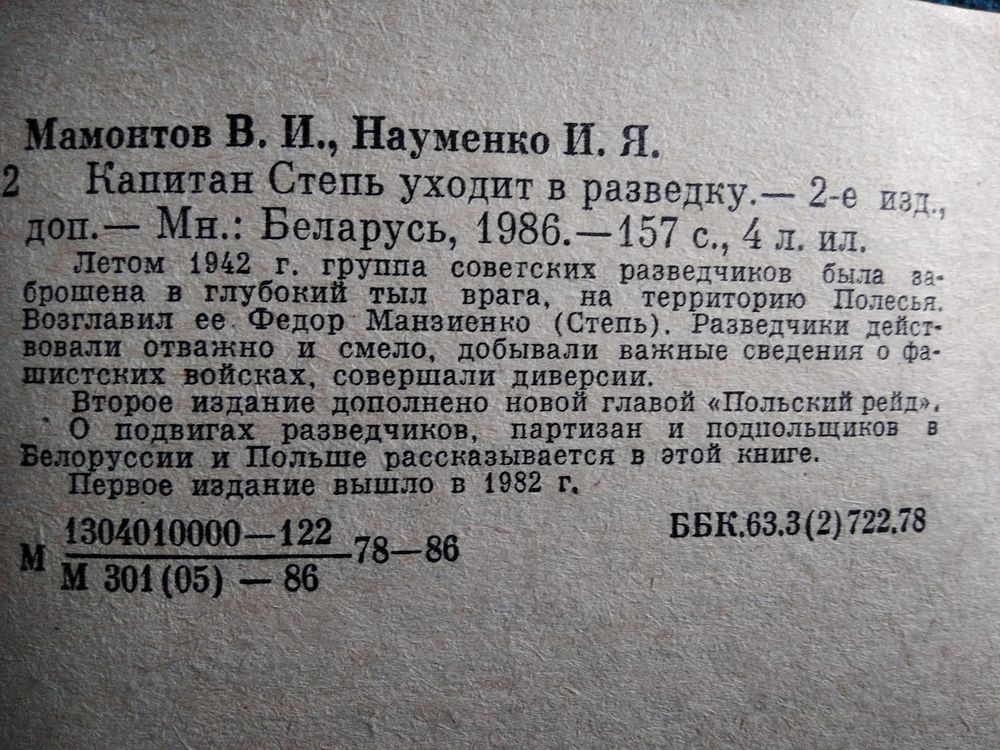 Мамонтов В. И., Науменко И. Я.
2 Капитан Степь уходит в разведку.— 2-е изд.,
доп.— Мн.: Беларусь, 1986.—157 с., 4 л. ил.
Летом 1942 г. группа советских разведчиков была за-
брошена в глубокий тыл врага, на территорию Полесья.
Возглавил ее Федор Манзиенко (Степь). Разведчики дейст-
вовали отважно и смело, добывали важные сведения о фа-
шистских войсках, совершали диверсии.
Второе издание дополнено новой главой «Польский рейд».
О подвигах разведчиков, партизан и подпольщиков в
Белоруссии и Польше рассказывается в этой книге.
Первое издание вышло в 1982 г.
1304010000—122
М 78—86
М 301(05) — 86
ББК.63.3(2)722.78